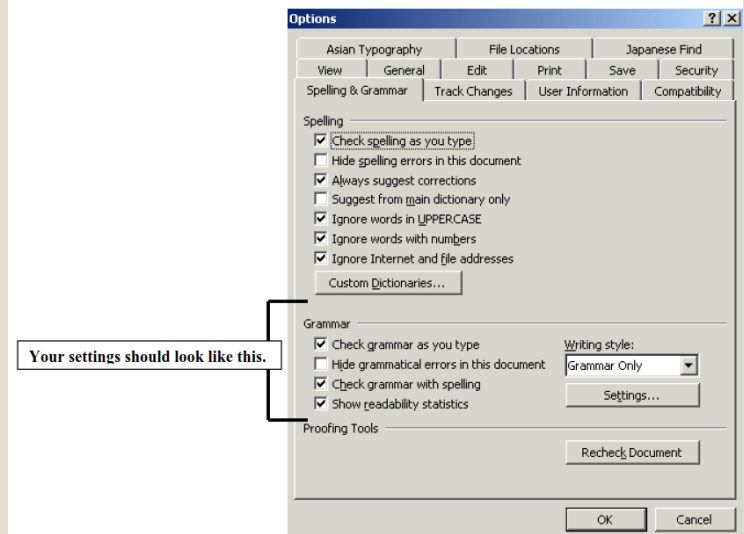 Options
Asian Typography File Locations Japanese Find
View General Edit Print Save Security
Spelling & Grammar Track Changes User Information Compatibility
Spelling
Check spelling as you type
Hide spelling errors in this document
Always suggest corrections
Suggest from main dictionary only
Ignore words in UPPERCASE
Ignore words with numbers
Ignore Internet and file addresses
Custom Dictionaries...
Grammar
Check grammar as you type Writing style:
Hide grammatical errors in this document Grammar Only
Check grammar with spelling Settings...
Show readability statistics
Your settings should look like this.
Proofing Tools
Recheck Document
OK Cancel